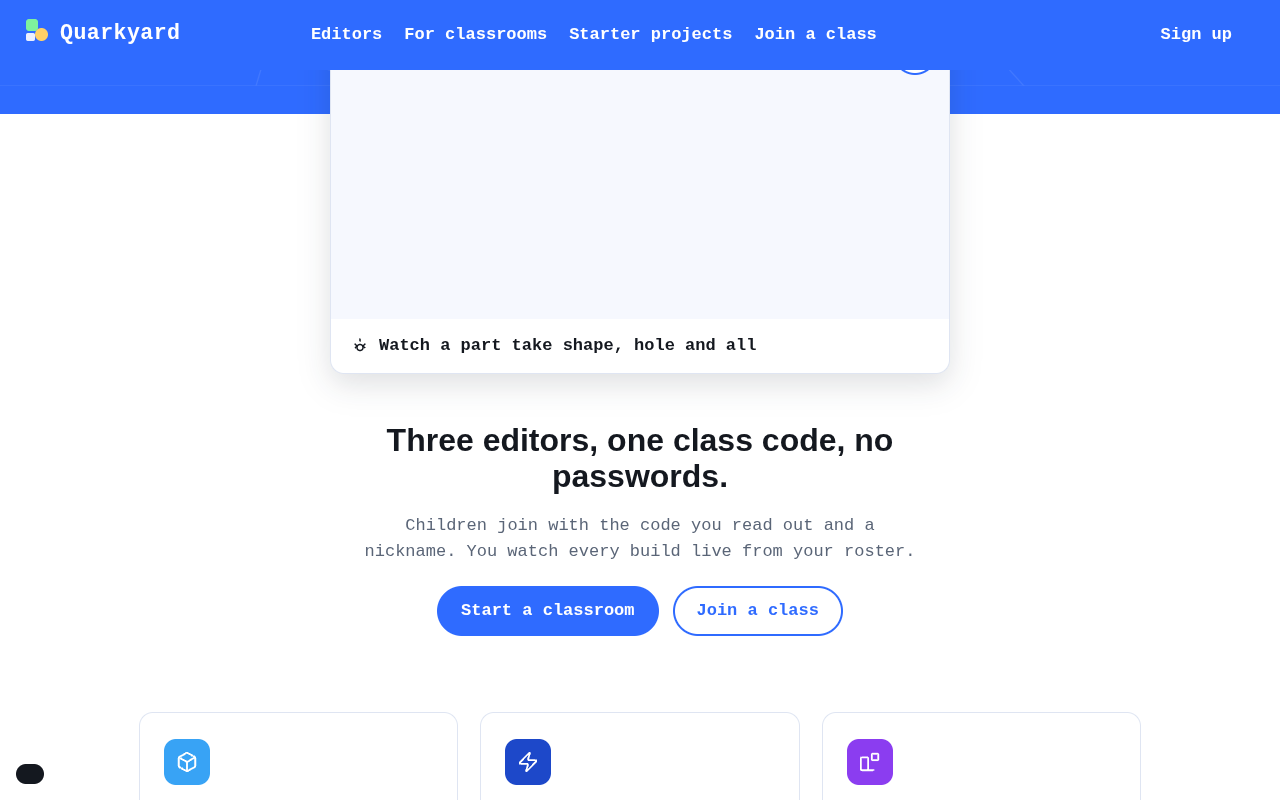 Quarkyard
Editors For classrooms Starter projects Join a class Sign up
Watch a part take shape, hole and all
Three editors, one class code, no
passwords.
Children join with the code you read out and a
nickname. You watch every build live from your roster.
Start a classroom Join a class